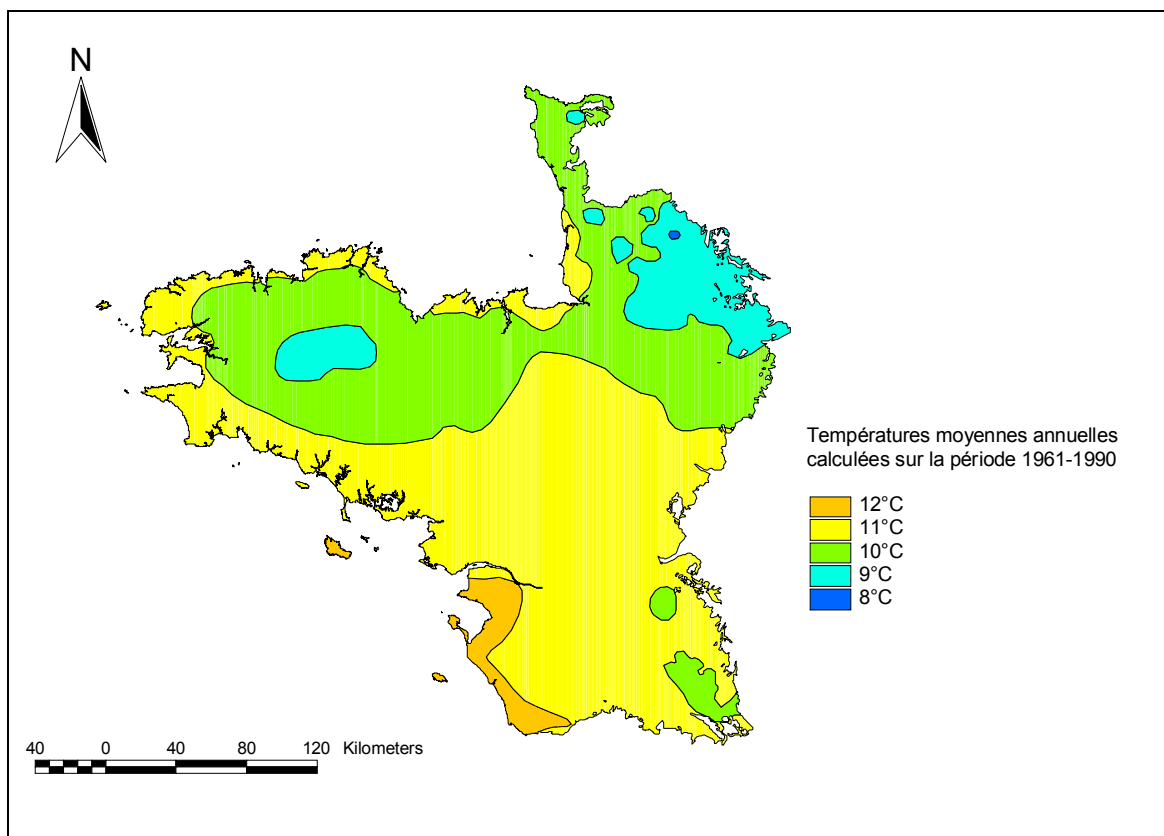 N
Températures moyennes annuelles
calculées sur la période 1961-1990
12°C
11°C
10°C
9°C
8°C
40 0 40 80 120 Kilometers